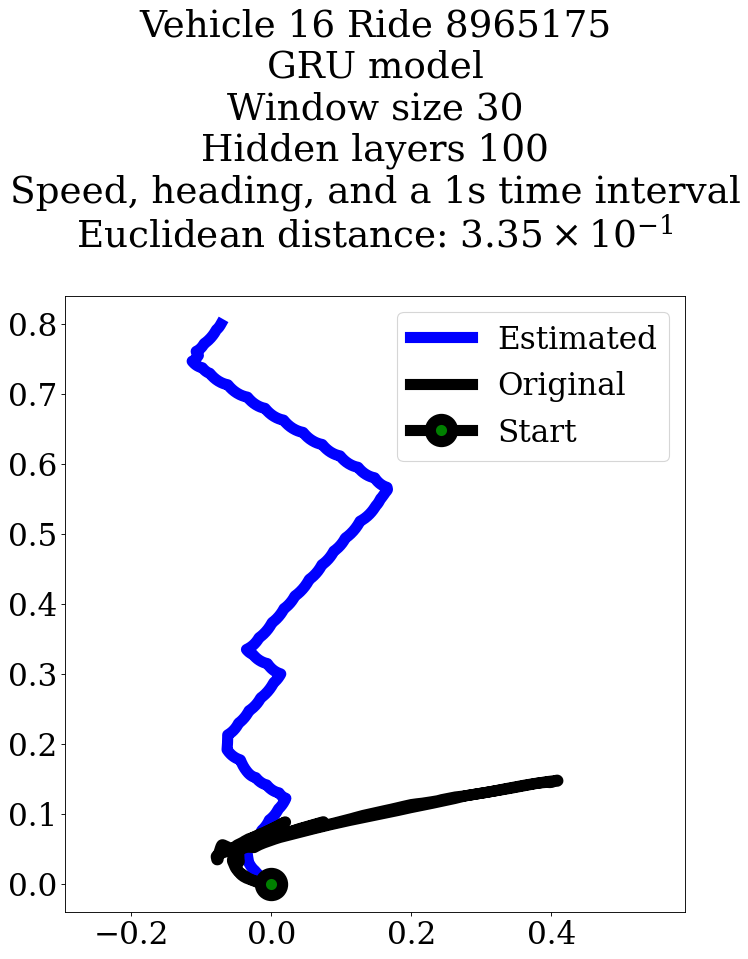 Vehicle 16 Ride 8965175
GRU model
Window size 30
Hidden layers 100
Speed, heading, and a 1s time interval
Euclidean distance: 3.35 × 10⁻¹
Estimated
Original
Start
0.8
0.7
0.6
0.5
0.4
0.3
0.2
0.1
0.0
−0.2 0.0 0.2 0.4